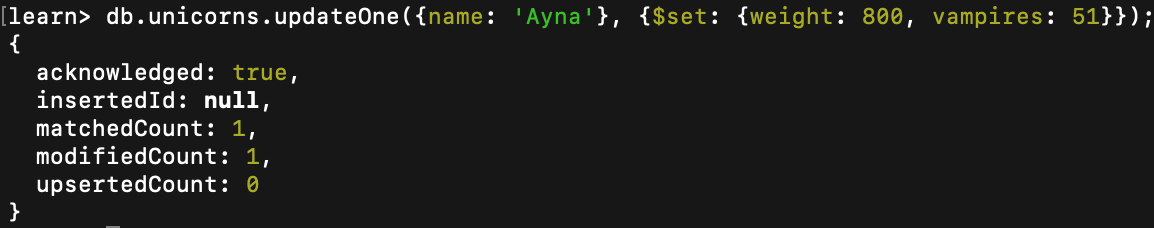 learn> db.unicorns.updateOne({name: 'Ayna'}, {$set: {weight: 800, vampires: 51}});
{
  acknowledged: true,
  insertedId: null,
  matchedCount: 1,
  modifiedCount: 1,
  upsertedCount: 0
}